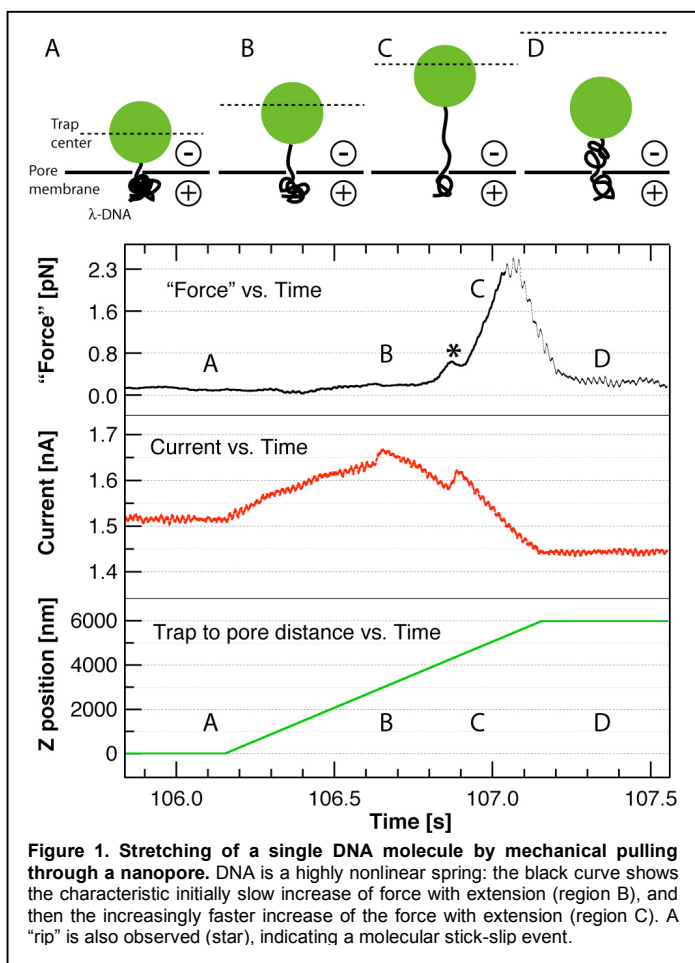 A B C D
Trap
center
Pore
membrane
λ-DNA
- - - -
+ + + +
"Force" vs. Time
"Force" [pN]
2.3
1.6
0.8
0.0
A B * C D
Current vs. Time
Current [nA]
1.7
1.6
1.5
1.4
Trap to pore distance vs. Time
Z position [nm]
6000
4000
2000
0
A B C D
106.0 106.5 107.0 107.5
Time [s]
Figure 1. Stretching of a single DNA molecule by mechanical pulling
through a nanopore. DNA is a highly nonlinear spring: the black curve shows
the characteristic initially slow increase of force with extension (region B), and
then the increasingly faster increase of the force with extension (region C). A
“rip” is also observed (star), indicating a molecular stick-slip event.